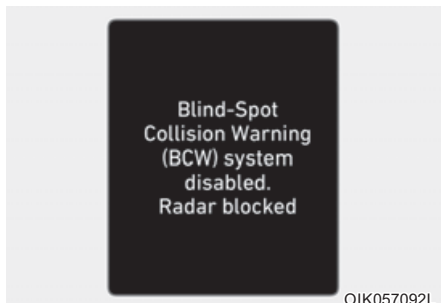 Blind-Spot
Collision Warning
(BCW) system
disabled.
Radar blocked
OIK057092L